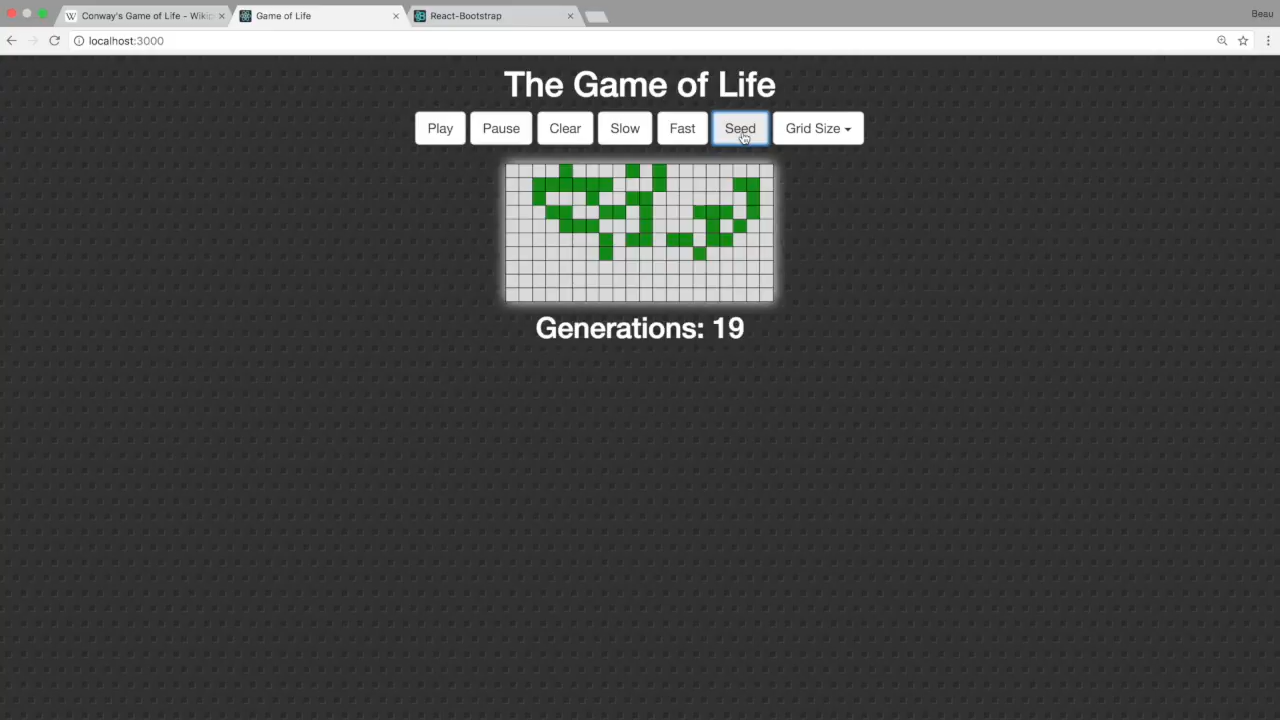 Conway's Game of Life - Wikip
Game of Life
React-Bootstrap
Beau
localhost:3000
The Game of Life
Play
Pause
Clear
Slow
Fast
Seed
Grid Size
Generations: 19